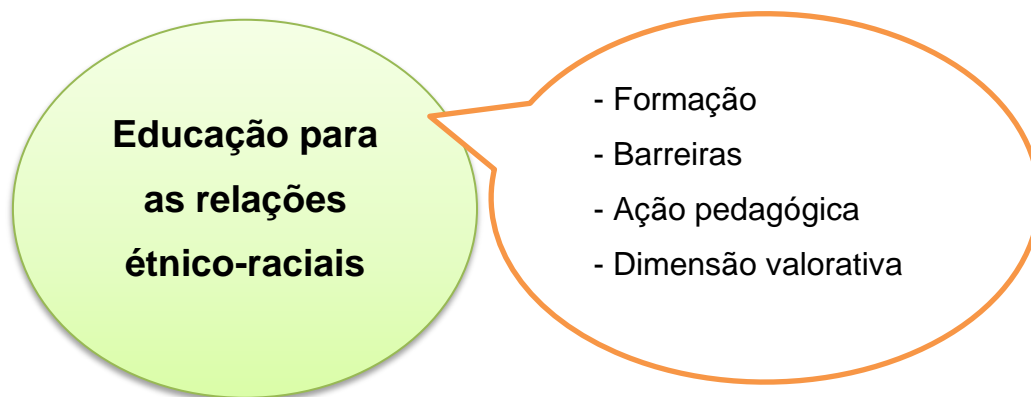 Educação para
as relações
étnico-raciais
- Formação
- Barreiras
- Ação pedagógica
- Dimensão valorativa